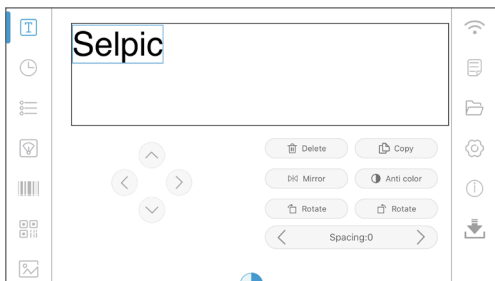 T
Selpic
Delete Copy
Mirror Anti color
Rotate Rotate
Spacing:0